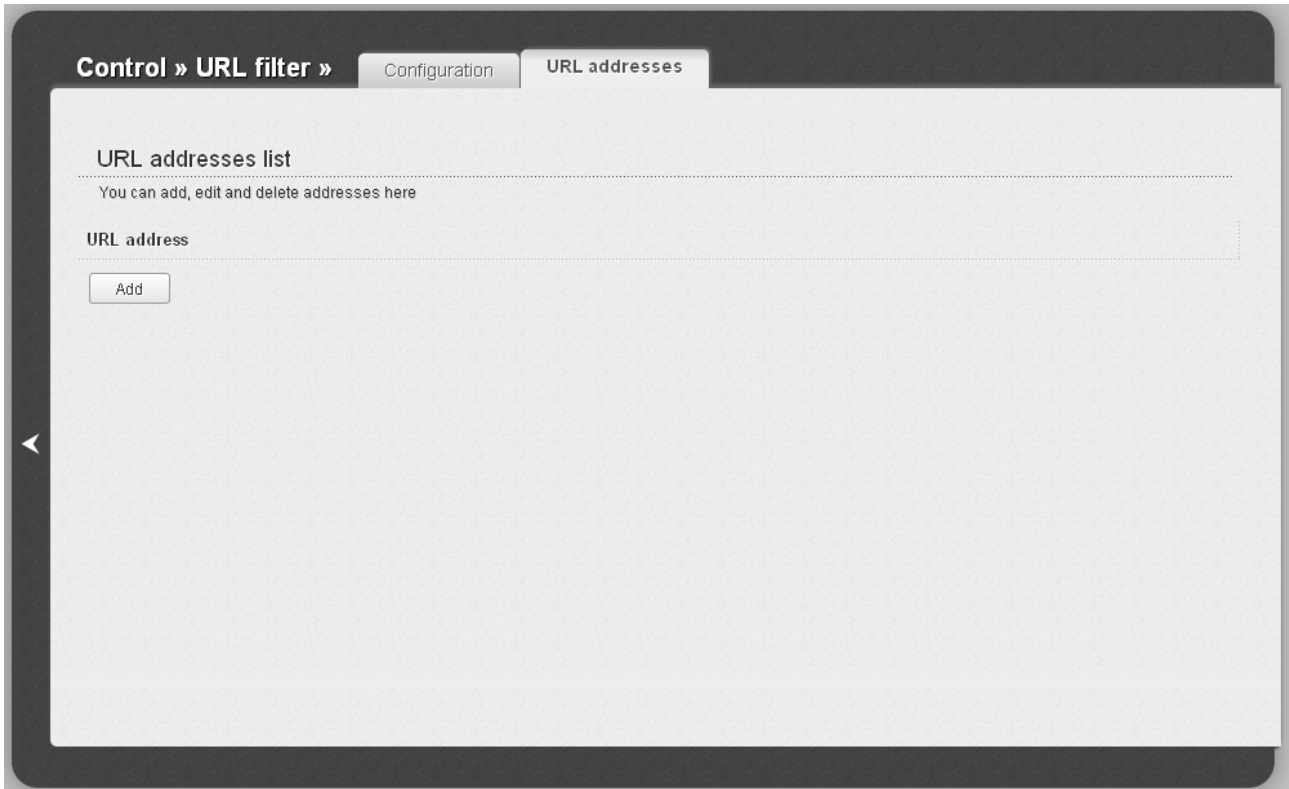 Control » URL filter » Configuration URL addresses
URL addresses list
You can add, edit and delete addresses here
URL address
Add